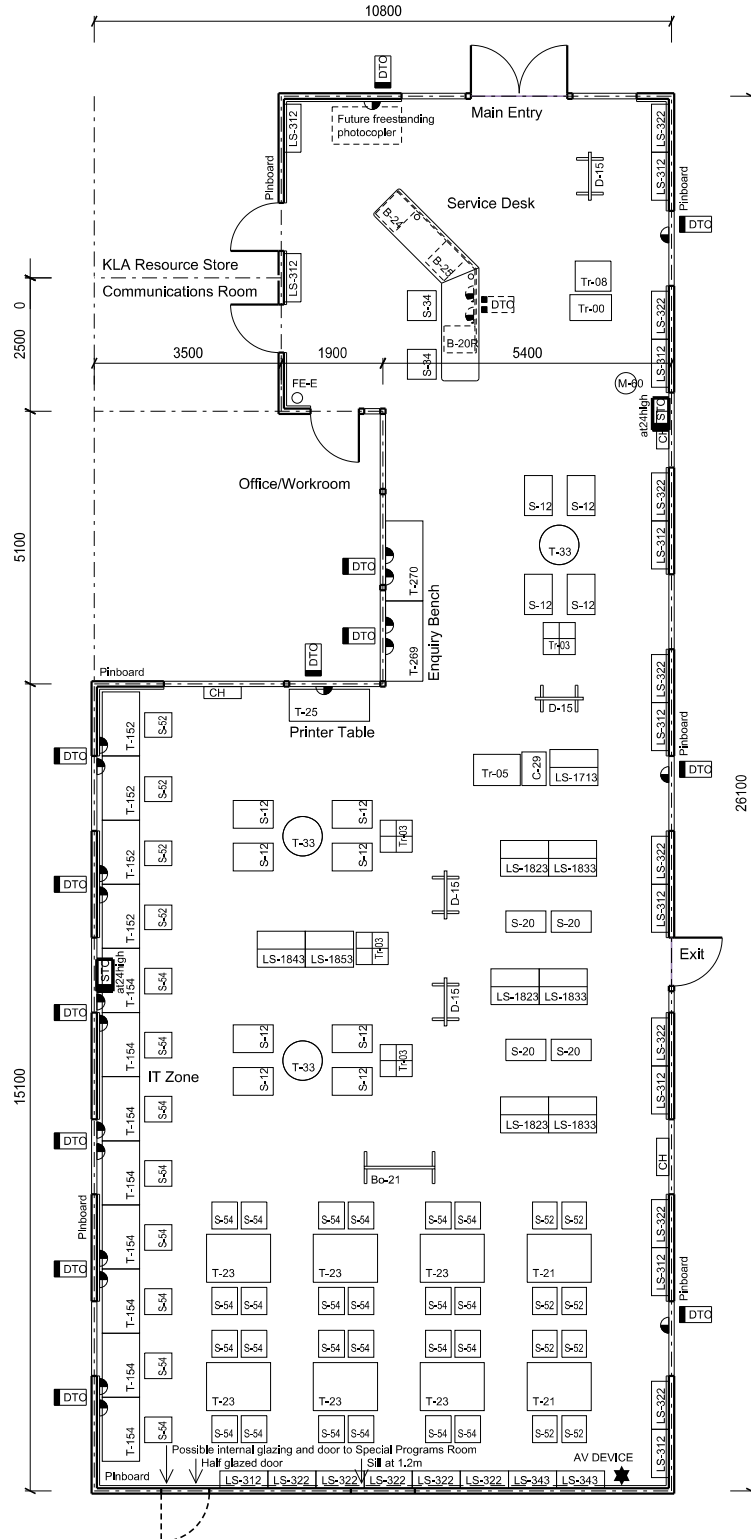 10800
DTO
Main Entry
Future freestanding
photocopier
LS-312
Pinboard
LS-322
LS-312
Pinboard
D-15
Service Desk
DTO
B-24
B-25
KLA Resource Store
Communications Room
LS-312
S-34
DTO
Tr-08
Tr-00
LS-322
B-20R
0
2500
3500
1900
5400
S-34
LS-312
FE-E
M-60
STO
at24high
CH
Office/Workroom
S-12
S-12
LS-322
T-33
LS-312
5100
DTO
T-270
Enquiry Bench
S-12
S-12
DTO
T-269
Tr-03
DTO
Pinboard
CH
T-25
Printer Table
D-15
LS-322
LS-312
Pinboard
T-152
S-52
DTO
Tr-05
C-29
LS-1713
DTO
T-152
S-52
26100
S-12
S-12
T-33
Tr-03
T-152
S-52
S-12
S-12
LS-1823
LS-1833
LS-322
DTO
D-15
T-152
S-52
S-20
S-20
LS-312
LS-1843
LS-1853
Tr-03
Exit
STO
at24high
T-154
S-54
D-15
LS-1823
LS-1833
DTO
T-154
S-54
S-12
S-12
T-33
Tr-03
S-20
S-20
LS-322
15100
IT Zone
S-12
S-12
LS-312
T-154
S-54
LS-1823
LS-1833
DTO
CH
T-154
S-54
Bo-21
Pinboard
T-154
S-54
S-54
S-54
S-54
S-54
S-54
S-54
S-52
S-52
LS-322
DTO
T-23
T-23
T-23
T-21
LS-312
Pinboard
T-154
S-54
S-54
S-54
S-54
S-54
S-54
S-54
S-52
S-52
DTO
T-154
S-54
S-54
S-54
S-54
S-54
S-54
S-54
S-52
S-52
DTO
T-23
T-23
T-23
T-21
LS-322
T-154
S-54
S-54
S-54
S-54
S-54
S-54
S-54
S-52
S-52
LS-312
Possible internal glazing and door to Special Programs Room
Half glazed door
Sill at 1.2m
AV DEVICE
Pinboard
LS-312
LS-322
LS-322
LS-322
LS-322
LS-322
LS-343
LS-343